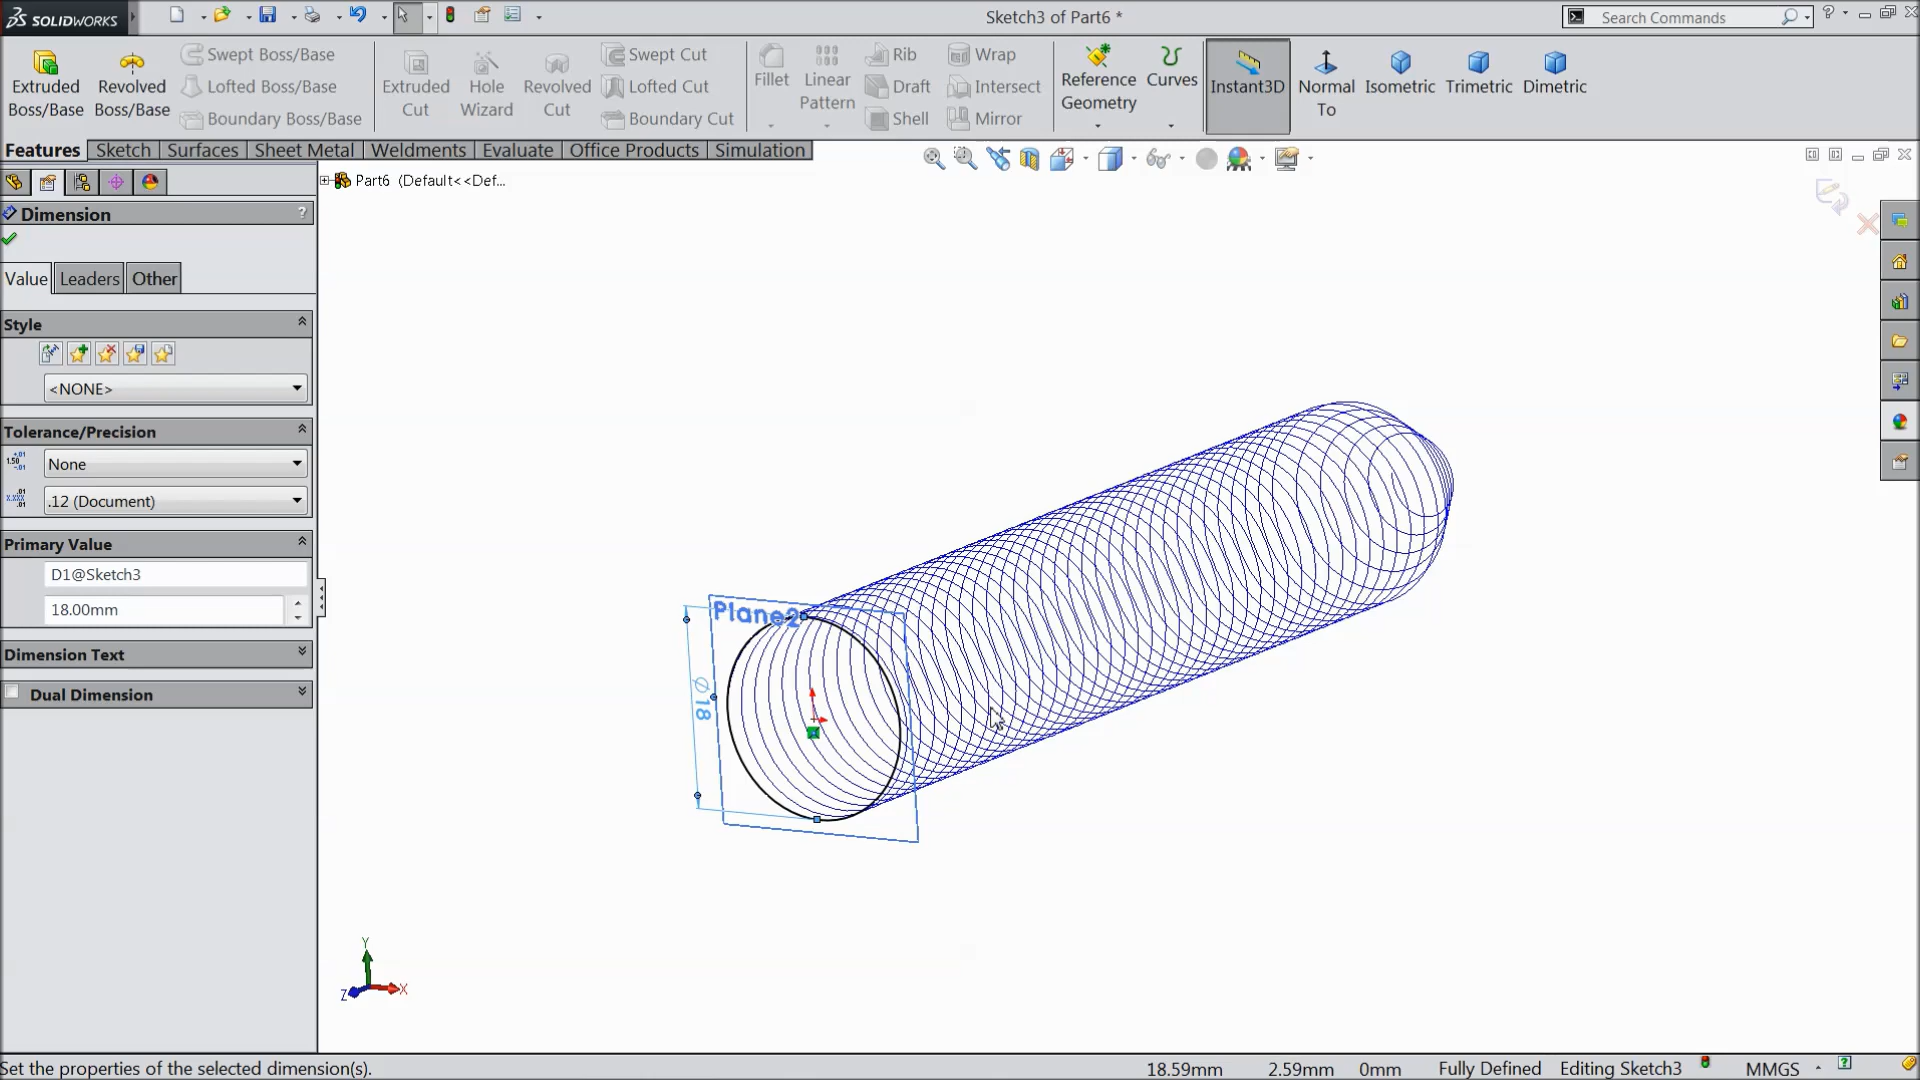 SOLIDWORKS
Sketch3 of Part6 *
Search Commands
Extruded Boss/Base
Revolved Boss/Base
Swept Boss/Base
Lofted Boss/Base
Boundary Boss/Base
Extruded Cut
Hole Wizard
Revolved Cut
Swept Cut
Lofted Cut
Boundary Cut
Fillet
Linear Pattern
Rib
Draft
Shell
Wrap
Intersect
Mirror
Reference Geometry
Curves
Instant3D
Normal To
Isometric
Trimetric
Dimetric
Features
Sketch
Surfaces
Sheet Metal
Weldments
Evaluate
Office Products
Simulation
Part6 (Default<<Def...
Dimension
?
Value
Leaders
Other
Style
<NONE>
Tolerance/Precision
None
.12 (Document)
Primary Value
D1@Sketch3
18.00mm
Dimension Text
Dual Dimension
Plane2
Ø18
Y
Z
X
Set the properties of the selected dimension(s).
18.59mm
2.59mm
0mm
Fully Defined
Editing Sketch3
MMGS